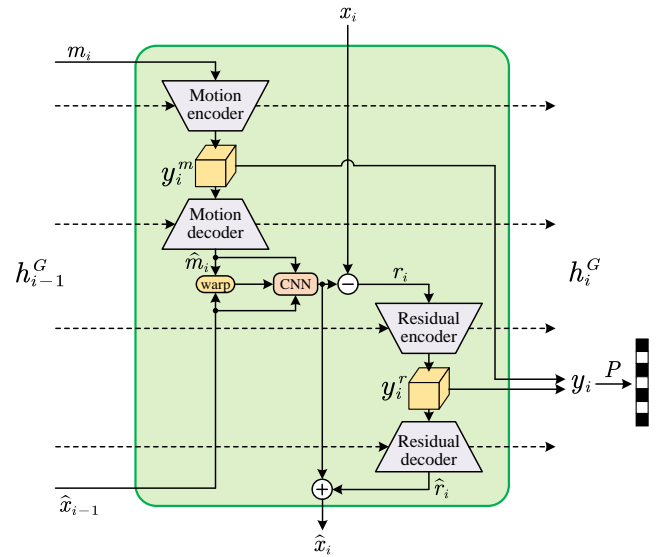 x_i
m_i
Motion
encoder
y_i^m
Motion
decoder
h_{i-1}^G
\hat{m}_i
h_i^G
warp
CNN
−
r_i
Residual
encoder
y_i^r
y_i
P
Residual
decoder
\hat{x}_{i-1}
+
\hat{r}_i
\hat{x}_i